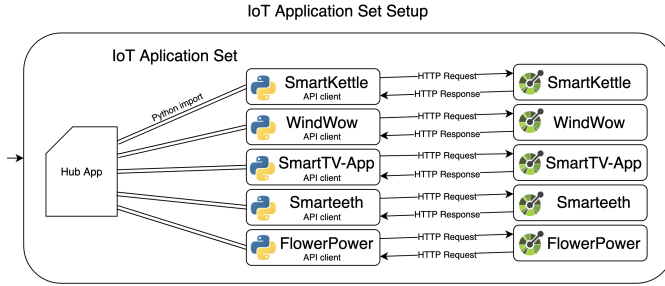 IoT Application Set Setup
IoT Aplication Set
Python import
Hub App
SmartKettle
API client
HTTP Request
HTTP Response
SmartKettle
WindWow
API client
HTTP Request
HTTP Response
WindWow
SmartTV-App
API client
HTTP Request
HTTP Response
SmartTV-App
Smarteeth
API client
HTTP Request
HTTP Response
Smarteeth
FlowerPower
API client
HTTP Request
HTTP Response
FlowerPower